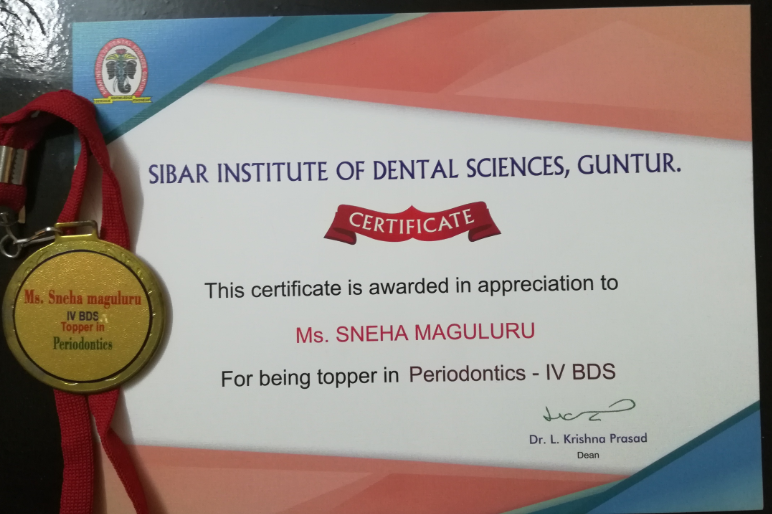 SIBAR INSTITUTE OF DENTAL SCIENCES, GUNTUR.
CERTIFICATE
This certificate is awarded in appreciation to
Ms. SNEHA MAGULURU
For being topper in Periodontics - IV BDS
Dr. L. Krishna Prasad
Dean
Ms. Sneha maguluru
IV BDS
Topper in
Periodontics